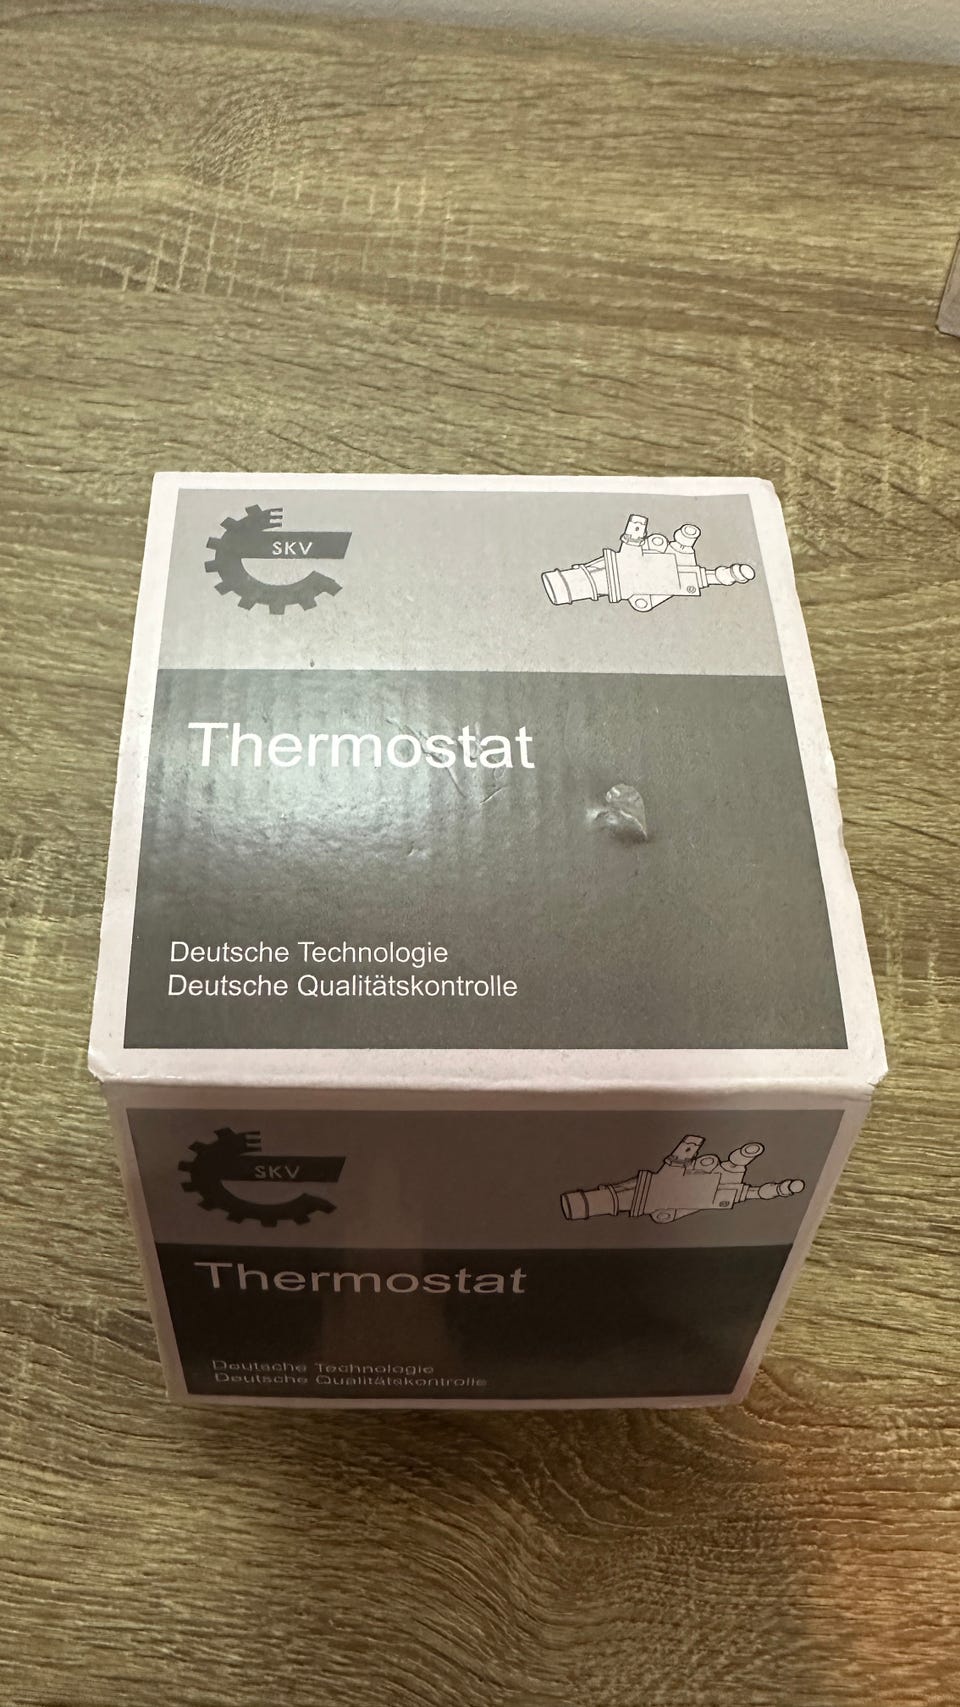 SKV
Thermostat
Deutsche Technologie
Deutsche Qualitätskontrolle
SKV
Thermostat
Deutsche Technologie
Deutsche Qualitätskontrolle